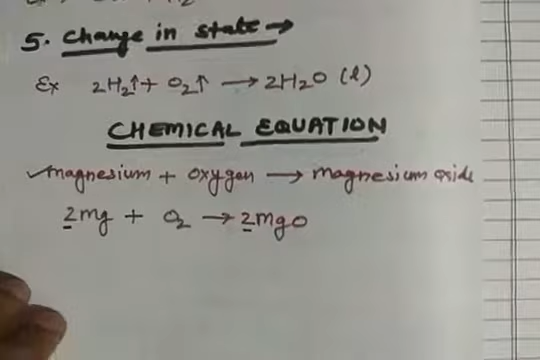 5. Change in state →
Ex 2H₂↑ + O₂↑ → 2H₂O (l)
CHEMICAL EQUATION
✓magnesium + oxygen → magnesium oxide
2mg + O₂ → 2mgo